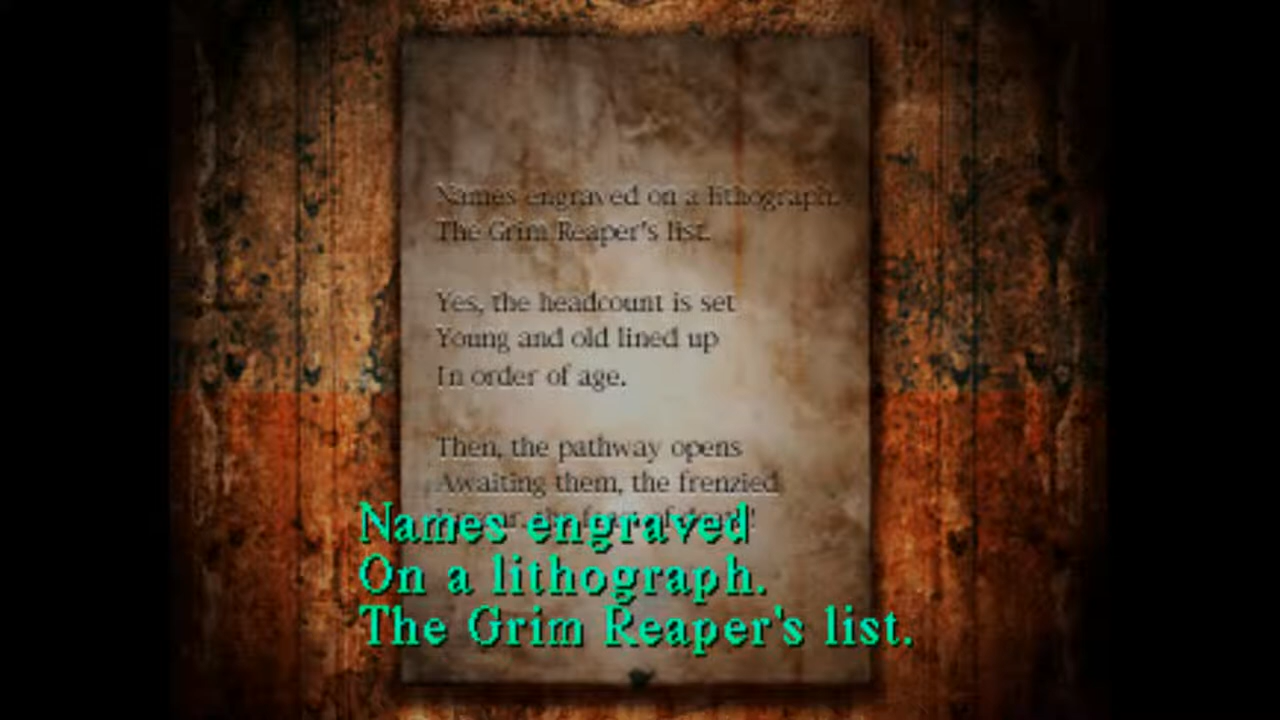 Names engraved on a lithograph.
The Grim Reaper's list.
Yes, the headcount is set
Young and old lined up
In order of age.
Then, the pathway opens
Awaiting them, the frenzied
Names engraved
On a lithograph.
The Grim Reaper's list.